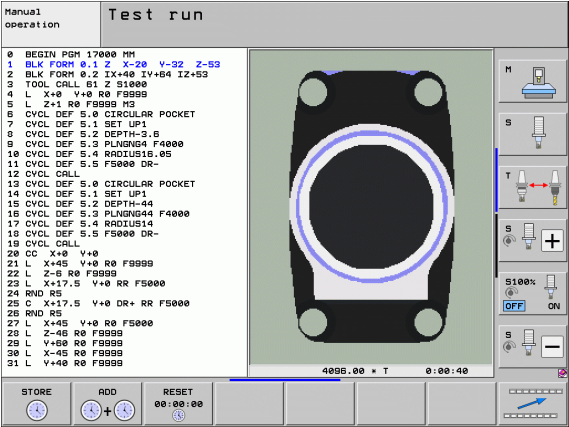 Manual
operation
Test run
0 BEGIN PGM 17000 MM
1 BLK FORM 0.1 Z X-20 Y-32 Z-53
2 BLK FORM 0.2 IX+40 IY+64 IZ+53
3 TOOL CALL 61 Z S1000
4 L X+0 Y+0 R0 F9999
5 L Z+1 R0 F9999 M3
6 CYCL DEF 5.0 CIRCULAR POCKET
7 CYCL DEF 5.1 SET UP1
8 CYCL DEF 5.2 DEPTH-3.6
9 CYCL DEF 5.3 PLNGNG4 F4000
10 CYCL DEF 5.4 RADIUS16.05
11 CYCL DEF 5.5 F5000 DR-
12 CYCL CALL
13 CYCL DEF 5.0 CIRCULAR POCKET
14 CYCL DEF 5.1 SET UP1
15 CYCL DEF 5.2 DEPTH-44
16 CYCL DEF 5.3 PLNGNG44 F4000
17 CYCL DEF 5.4 RADIUS14
18 CYCL DEF 5.5 F5000 DR-
19 CYCL CALL
20 CC X+0 Y+0
21 L X+45 Y+0 R0 F9999
22 L Z-6 R0 F9999
23 L X+17.5 Y+0 RR F5000
24 RND R5
25 C X+17.5 Y+0 DR+ RR F5000
26 RND R5
27 L X+45 Y+0 R0 F5000
28 L Z-46 R0 F9999
29 L Y+60 R0 F9999
30 L X-45 R0 F9999
31 L Y+40 R0 F9999
4096.00 * T 0:00:40
M
S
T
S
+
S100%
OFF ON
S
−
STORE
ADD
+
RESET
00:00:00